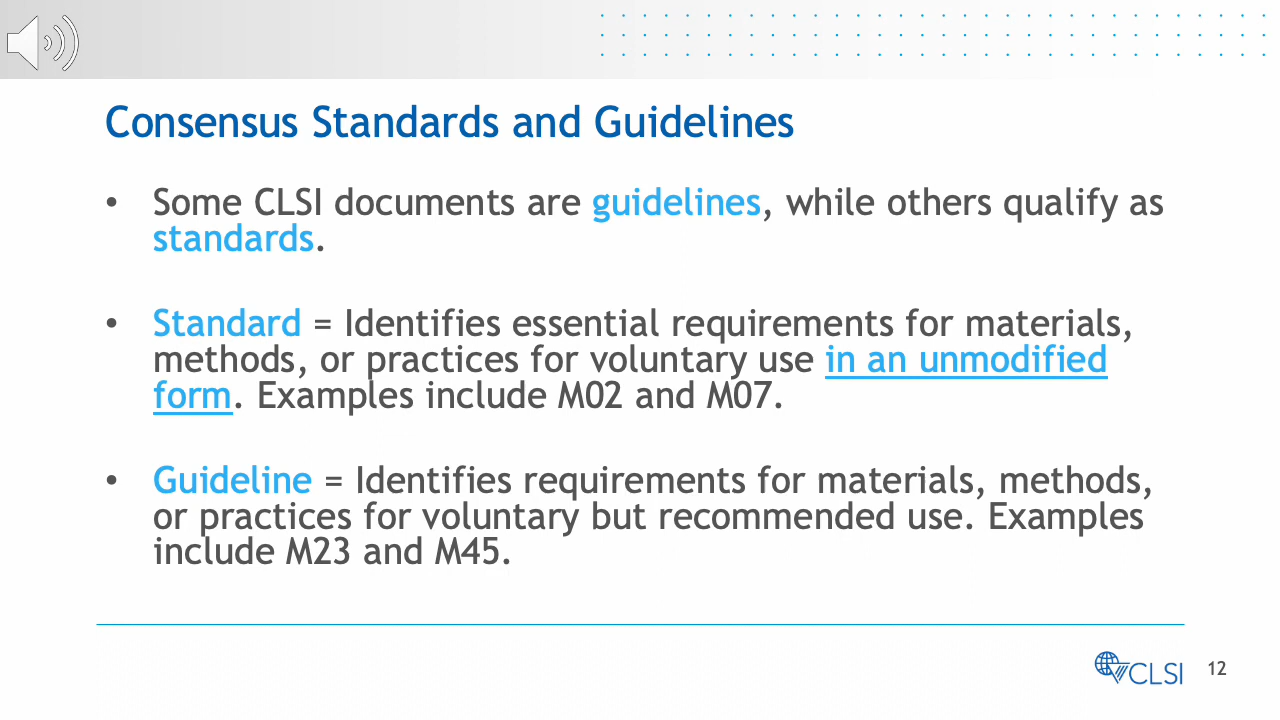 Consensus Standards and Guidelines
• Some CLSI documents are guidelines, while others qualify as
standards.
• Standard = Identifies essential requirements for materials,
methods, or practices for voluntary use in an unmodified
form. Examples include M02 and M07.
• Guideline = Identifies requirements for materials, methods,
or practices for voluntary but recommended use. Examples
include M23 and M45.
CLSI 12